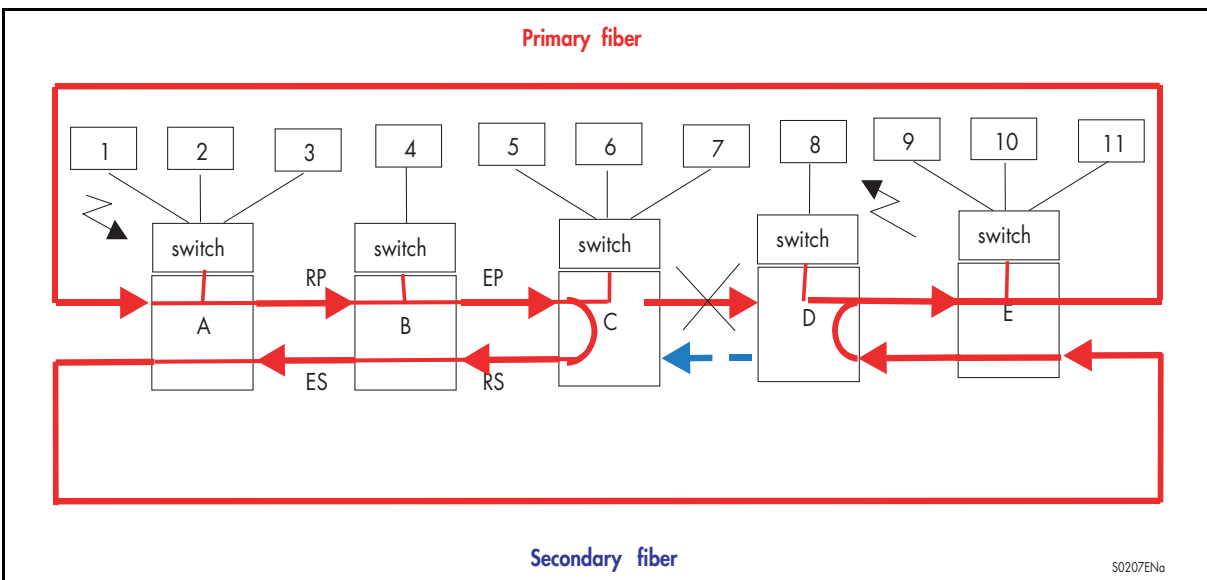 Primary fiber
1 2 3 4 5 6 7 8 9 10 11
switch switch switch switch switch
RP EP
A B C D E
ES RS
Secondary fiber
S0207ENa